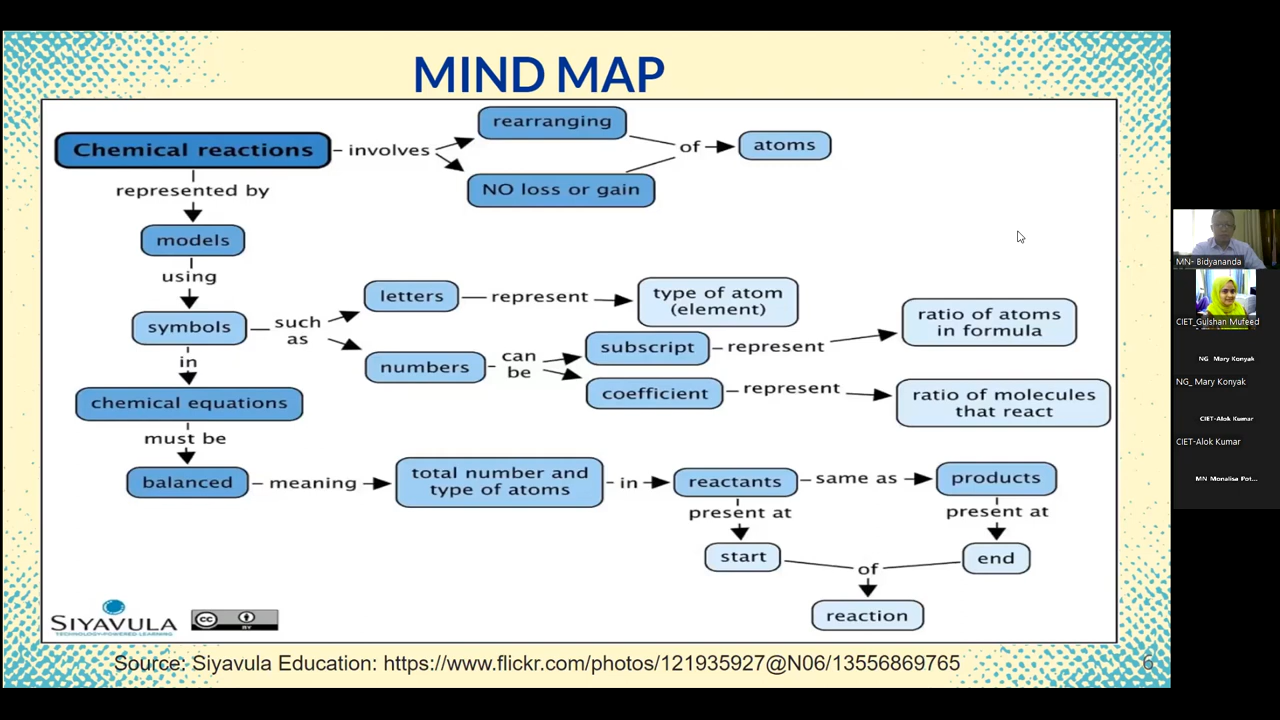 MIND MAP
Chemical reactions
involves
rearranging
NO loss or gain
of
atoms
represented by
models
using
symbols
such
as
letters
represent
type of atom
(element)
numbers
can
be
subscript
represent
ratio of atoms
in formula
coefficient
represent
ratio of molecules
that react
in
chemical equations
must be
balanced
meaning
total number and
type of atoms
in
reactants
same as
products
present at
present at
start
of
end
reaction
SIYAVULA
TECHNOLOGY-POWERED LEARNING
cc
BY
Source: Siyavula Education: https://www.flickr.com/photos/121935927@N06/13556869765
6
MN- Bidyananda
CIET_Gulshan Mufeed
NG Mary Konyak
NG_ Mary Konyak
CIET-Alok Kumar
CIET-Alok Kumar
MN Monalisa Pot...